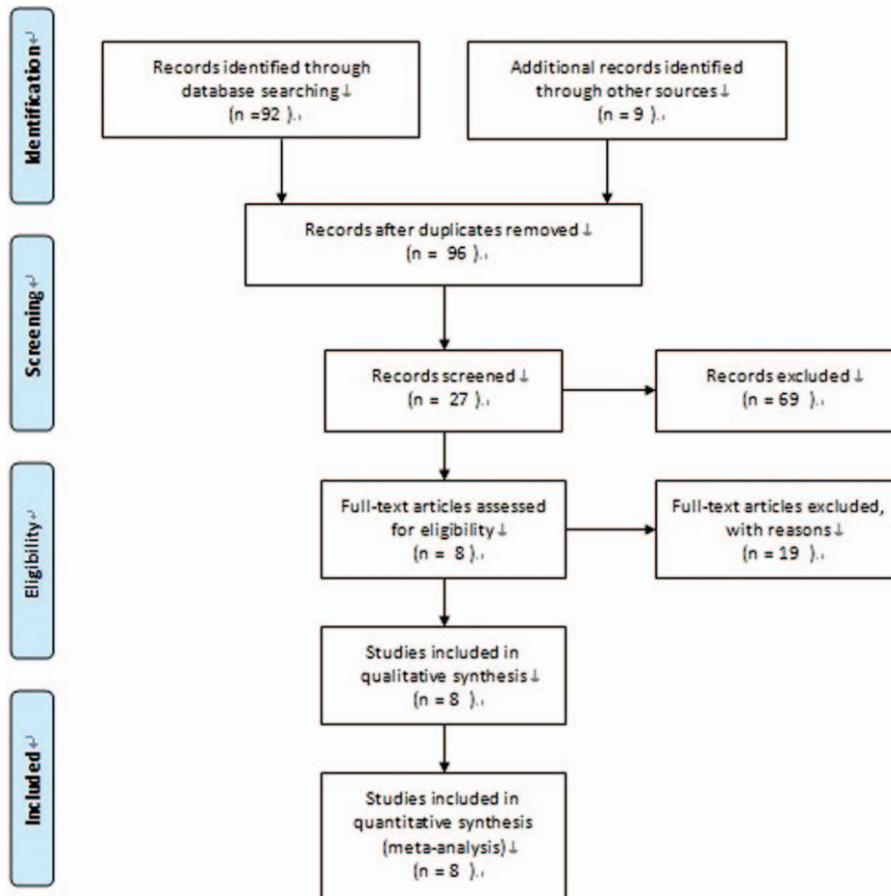 Identification↵
Records identified through
database searching↓
(n =92 ).↓
Additional records identified
through other sources↓
(n = 9 ).↓
Records after duplicates removed↓
(n = 96 ).↓
Screening↵
Records screened↓
(n = 27 ).↓
Records excluded↓
(n = 69 ).↓
Eligibility↵
Full-text articles assessed
for eligibility↓
(n = 8 ).↓
Full-text articles excluded,
with reasons↓
(n = 19 ).↓
Studies included in
qualitative synthesis↓
(n = 8 ).↓
Included↵
Studies included in
quantitative synthesis
(meta-analysis)↓
(n = 8 ).↓